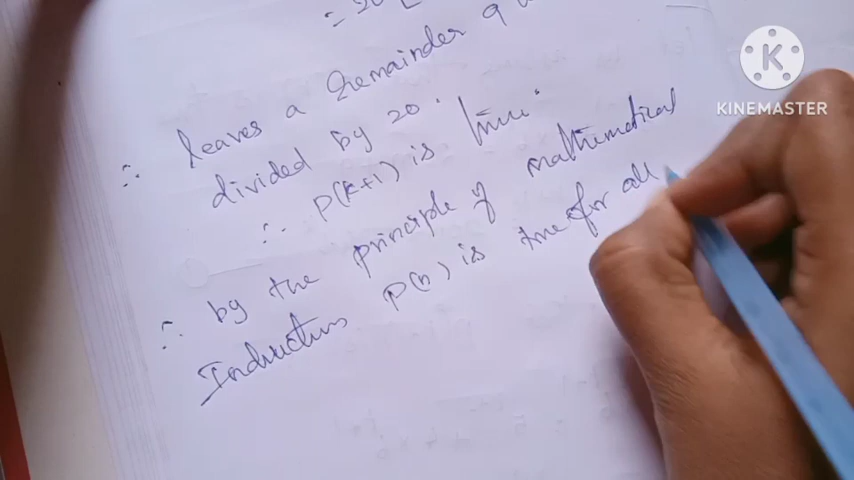 = 20 [
∴ leaves a remainder 9
divided by 20.
∴ P(k+1) is true.
∴ by the principle of mathematical
Induction P(n) is true for all
K
KINEMASTER